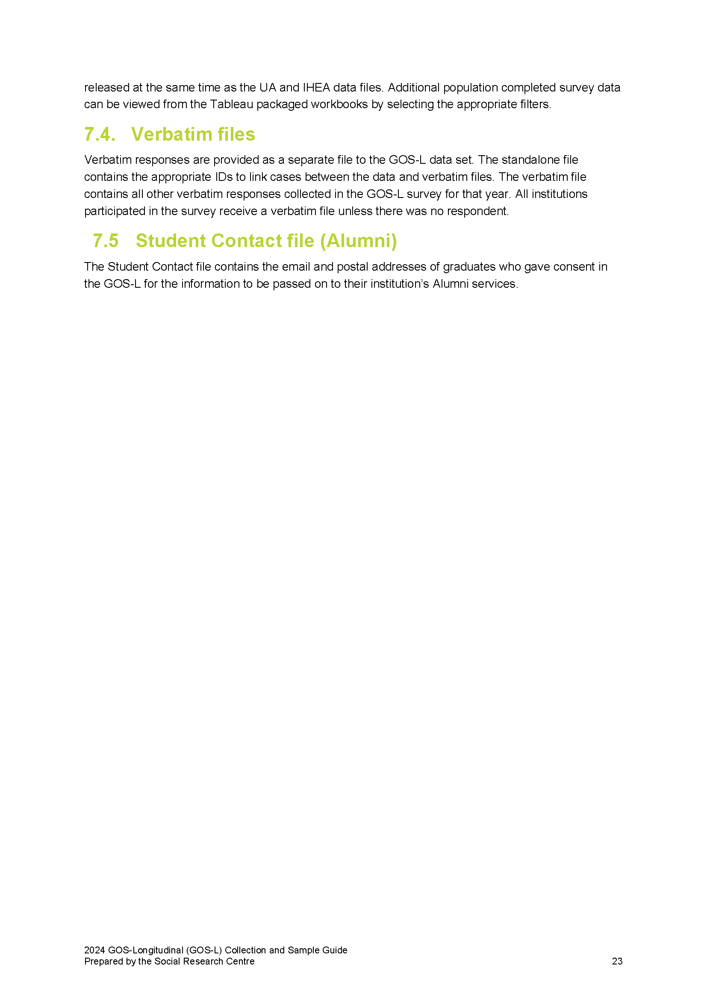 released at the same time as the UA and IHEA data files. Additional population completed survey data
can be viewed from the Tableau packaged workbooks by selecting the appropriate filters.
7.4. Verbatim files
Verbatim responses are provided as a separate file to the GOS-L data set. The standalone file
contains the appropriate IDs to link cases between the data and verbatim files. The verbatim file
contains all other verbatim responses collected in the GOS-L survey for that year. All institutions
participated in the survey receive a verbatim file unless there was no respondent.
7.5 Student Contact file (Alumni)
The Student Contact file contains the email and postal addresses of graduates who gave consent in
the GOS-L for the information to be passed on to their institution’s Alumni services.
2024 GOS-Longitudinal (GOS-L) Collection and Sample Guide
Prepared by the Social Research Centre 23